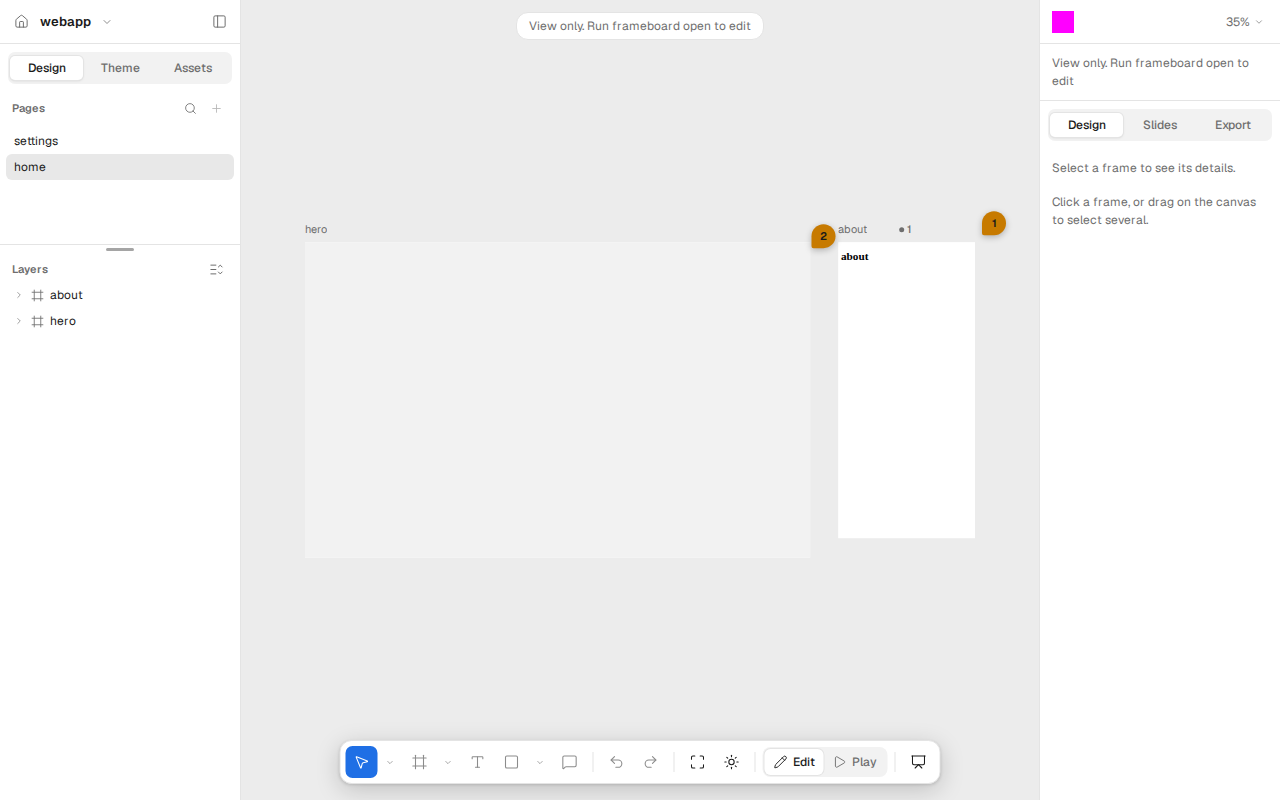 webapp
Design Theme Assets
Pages
settings
home
Layers
about
hero
View only. Run frameboard open to edit
hero
2
about
1
1
about
Edit
Play
35%
View only. Run frameboard open to
edit
Design Slides Export
Select a frame to see its details.
Click a frame, or drag on the canvas
to select several.